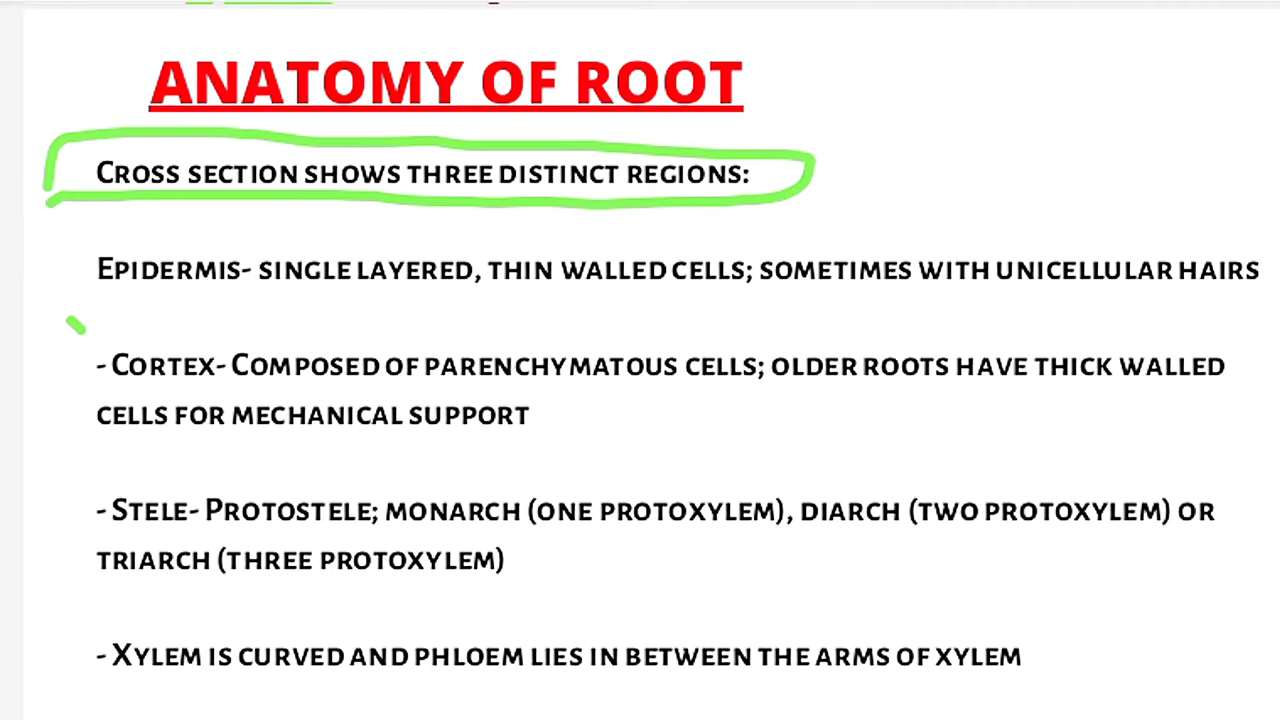 ANATOMY OF ROOT
CROSS SECTION SHOWS THREE DISTINCT REGIONS:
EPIDERMIS- SINGLE LAYERED, THIN WALLED CELLS; SOMETIMES WITH UNICELLULAR HAIRS
- CORTEX- COMPOSED OF PARENCHYMATOUS CELLS; OLDER ROOTS HAVE THICK WALLED
CELLS FOR MECHANICAL SUPPORT
- STELE- PROTOSTELE; MONARCH (ONE PROTOXYLEM), DIARCH (TWO PROTOXYLEM) OR
TRIARCH (THREE PROTOXYLEM)
- XYLEM IS CURVED AND PHLOEM LIES IN BETWEEN THE ARMS OF XYLEM